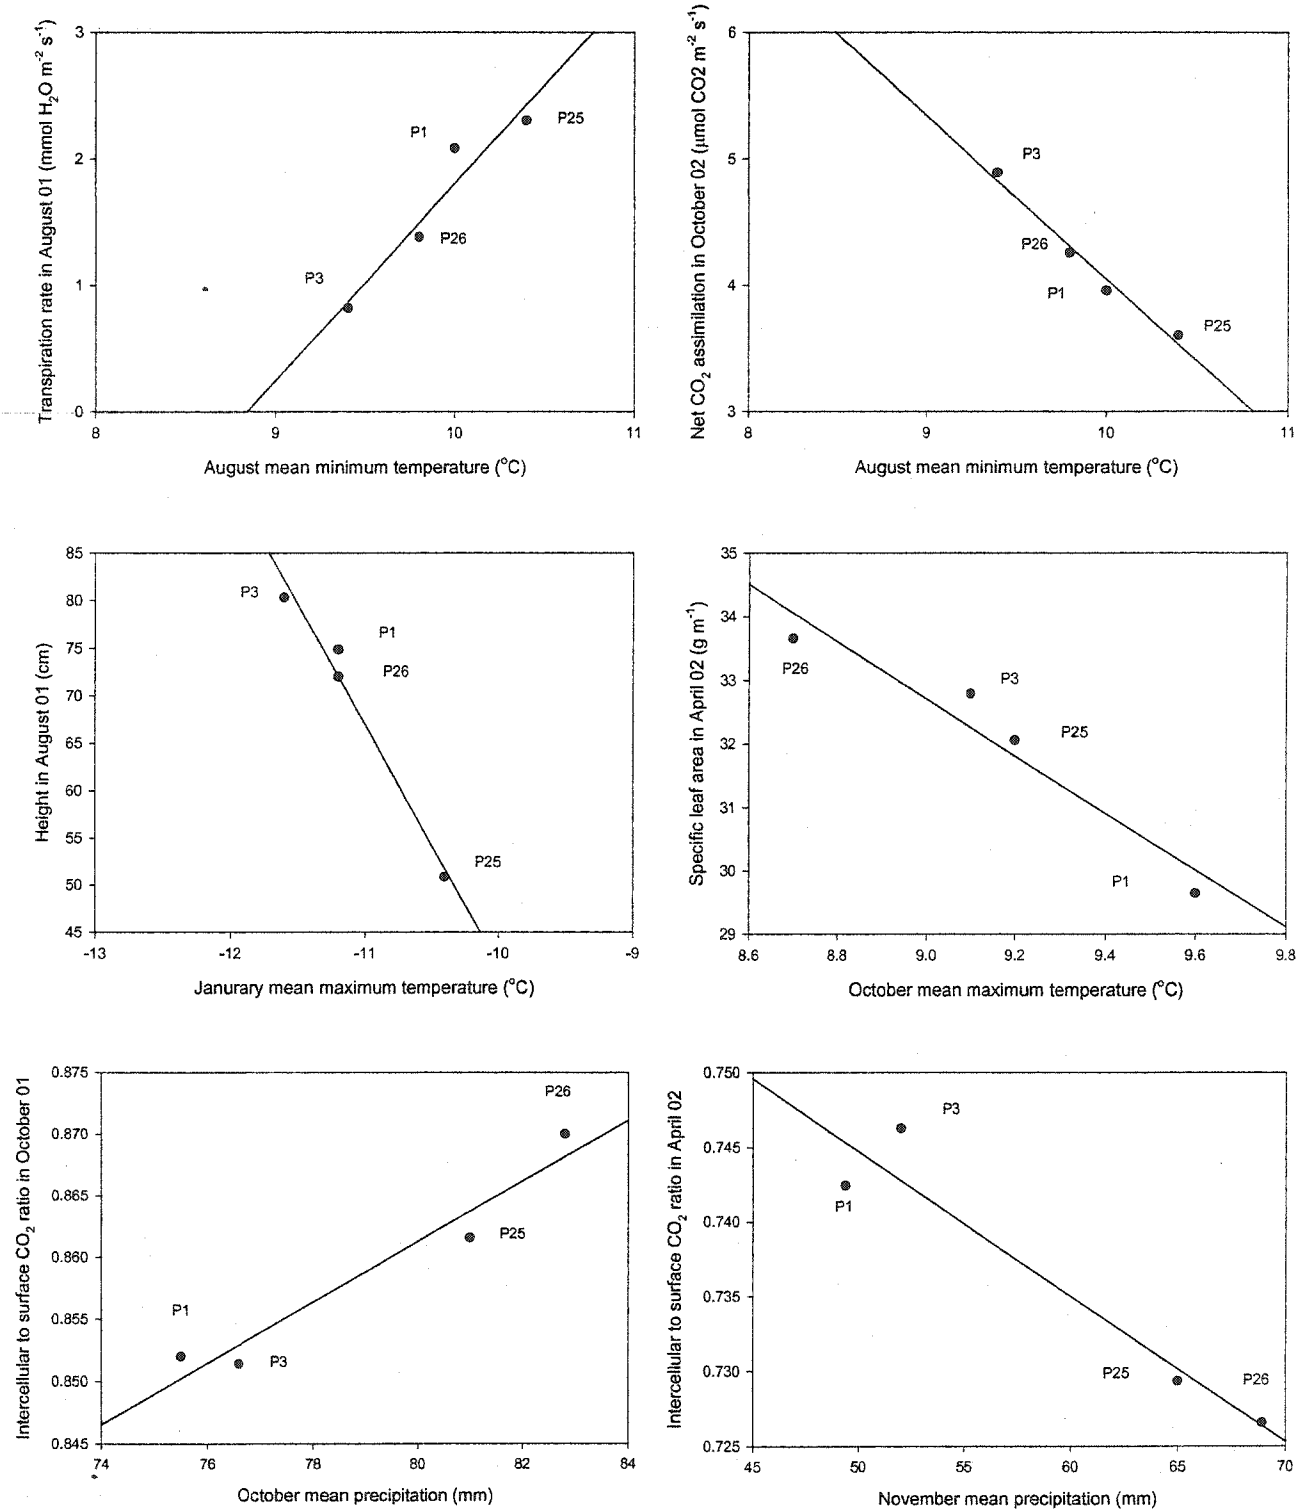 Transpiration rate in August 01 (mmol H₂O m⁻² s⁻¹)
3
2
1
0
P1
P25
P26
P3
8
9
10
11
August mean minimum temperature (°C)
Net CO₂ assimilation in October 02 (µmol CO2 m⁻² s⁻¹)
6
5
4
3
P3
P26
P1
P25
8
9
10
11
August mean minimum temperature (°C)
Height in August 01 (cm)
85
80
75
70
65
60
55
50
45
P3
P1
P26
P25
-13
-12
-11
-10
-9
Janurary mean maximum temperature (°C)
Specific leaf area in April 02 (g m⁻¹)
35
34
33
32
31
30
29
P26
P3
P25
P1
8.6
8.8
9.0
9.2
9.4
9.6
9.8
October mean maximum temperature (°C)
Intercellular to surface CO₂ ratio in October 01
0.875
0.870
0.865
0.860
0.855
0.850
0.845
P26
P25
P1
P3
74
76
78
80
82
84
October mean precipitation (mm)
Intercellular to surface CO₂ ratio in April 02
0.750
0.745
0.740
0.735
0.730
0.725
P3
P1
P25
P26
45
50
55
60
65
70
November mean precipitation (mm)